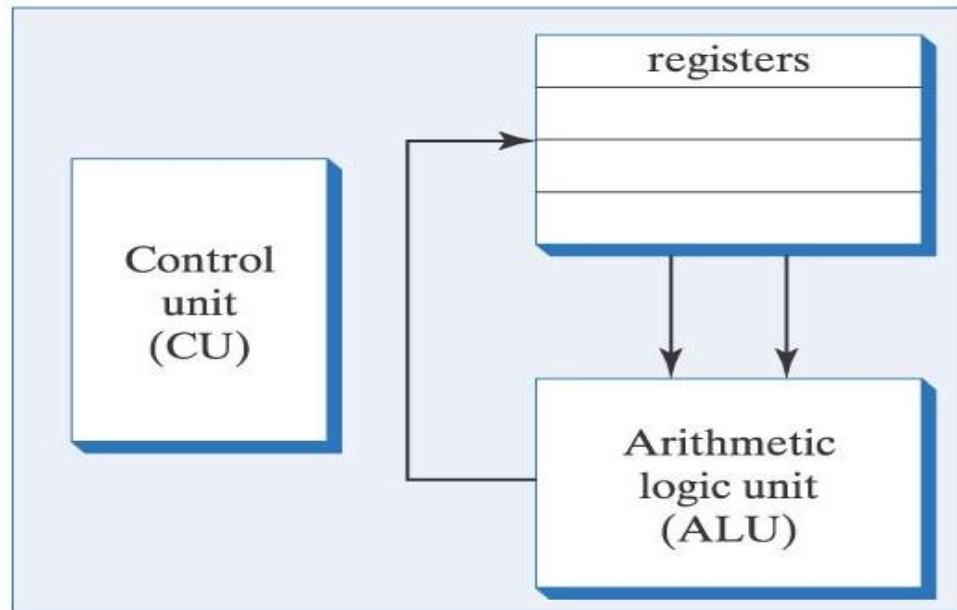 registers
Control
unit
(CU)
Arithmetic
logic unit
(ALU)